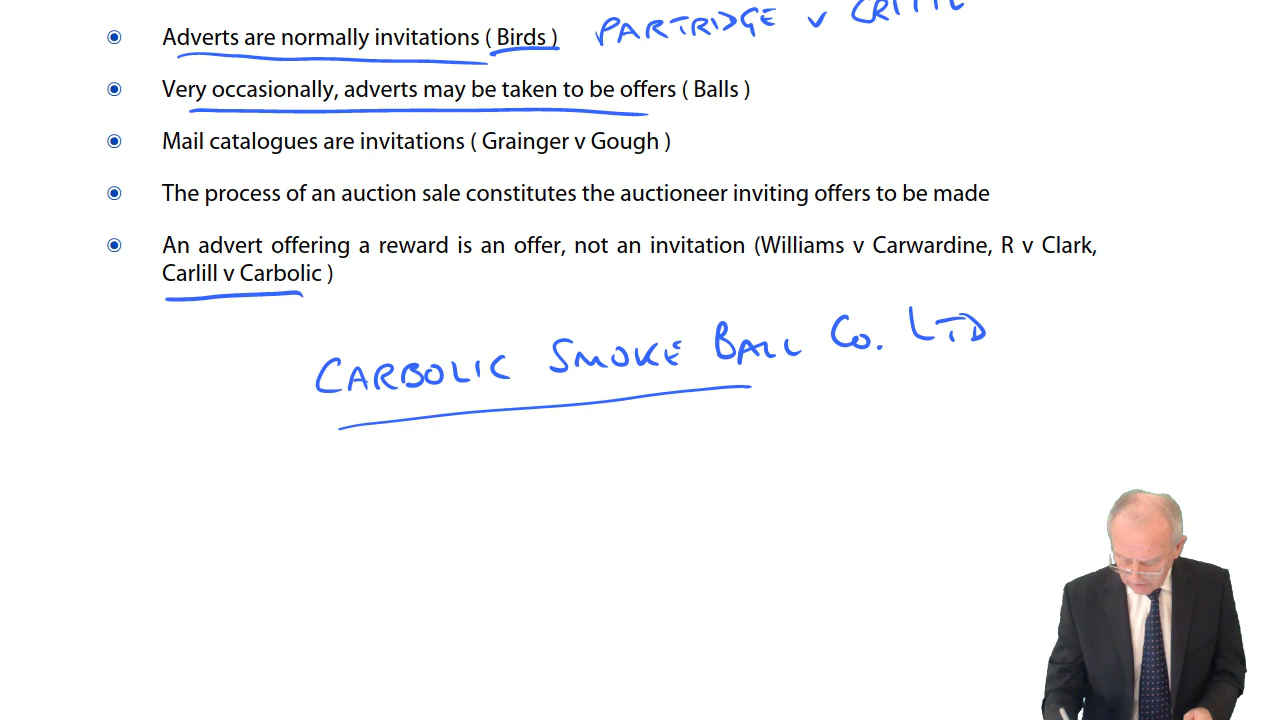 PARTRIDGE v
Adverts are normally invitations ( Birds )
Very occasionally, adverts may be taken to be offers ( Balls )
Mail catalogues are invitations ( Grainger v Gough )
The process of an auction sale constitutes the auctioneer inviting offers to be made
An advert offering a reward is an offer, not an invitation (Williams v Carwardine, R v Clark,
Carlill v Carbolic )
CARBOLIC SMOKE BALL Co. LTD